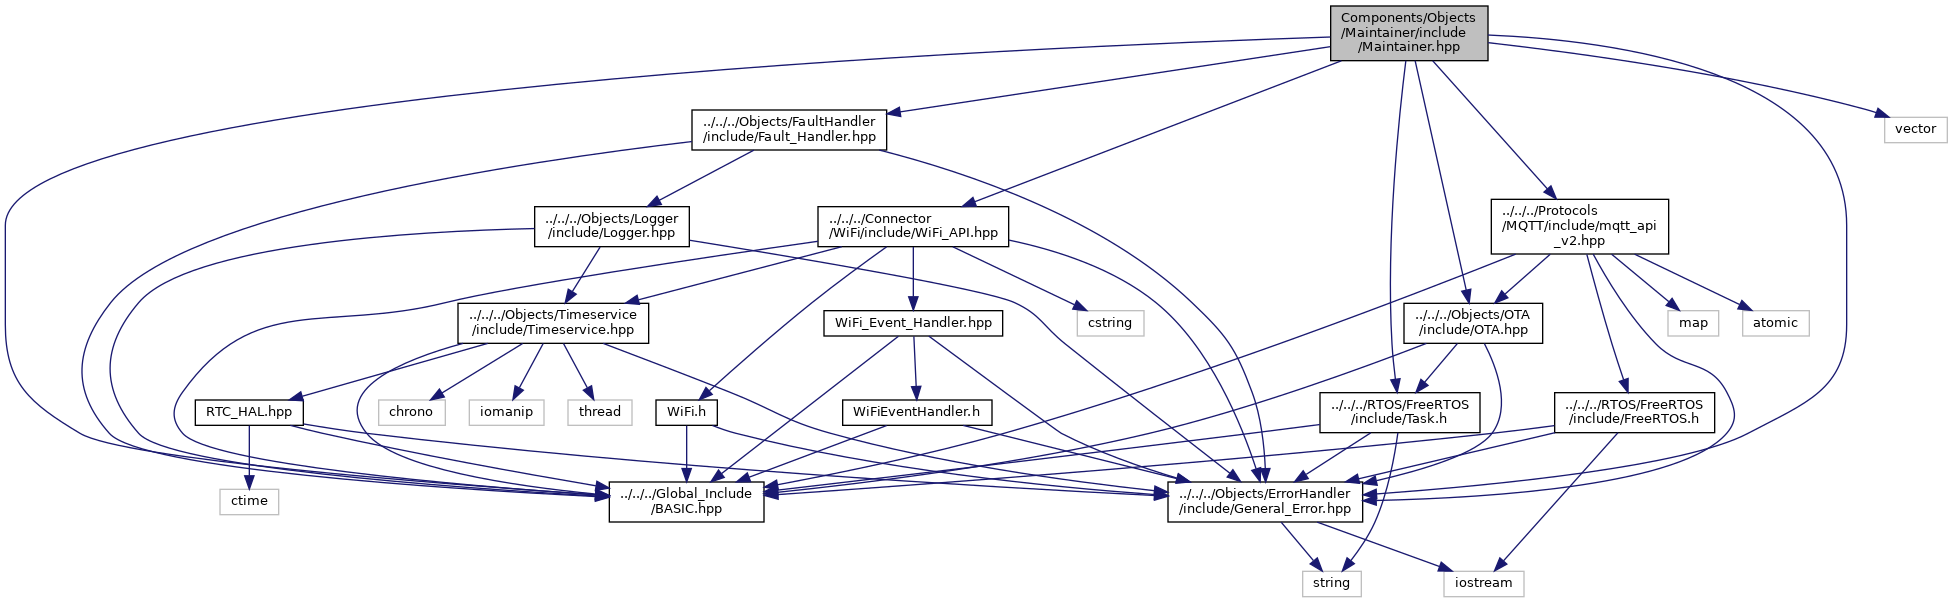 Components/Objects
/Maintainer/include
/Maintainer.hpp
../../../Objects/FaultHandler
/include/Fault_Handler.hpp
vector
../../../Objects/Logger
/include/Logger.hpp
../../../Connector
/WiFi/include/WiFi_API.hpp
../../../Protocols
/MQTT/include/mqtt_api
_v2.hpp
../../../Objects/Timeservice
/include/Timeservice.hpp
WiFi_Event_Handler.hpp
cstring
../../../Objects/OTA
/include/OTA.hpp
map
atomic
RTC_HAL.hpp
chrono
iomanip
thread
WiFi.h
WiFiEventHandler.h
../../../RTOS/FreeRTOS
/include/Task.h
../../../RTOS/FreeRTOS
/include/FreeRTOS.h
ctime
../../../Global_Include
/BASIC.hpp
../../../Objects/ErrorHandler
/include/General_Error.hpp
string
iostream